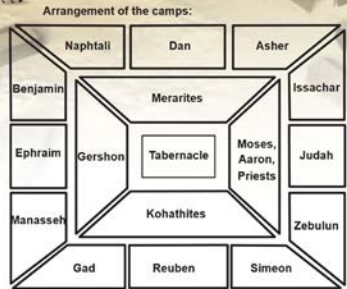 Arrangement of the camps:
Naphtali
Dan
Asher
Benjamin
Issachar
Merarites
Ephraim
Gershon
Tabernacle
Moses,
Aaron,
Priests
Judah
Manasseh
Kohathites
Zebulun
Gad
Reuben
Simeon